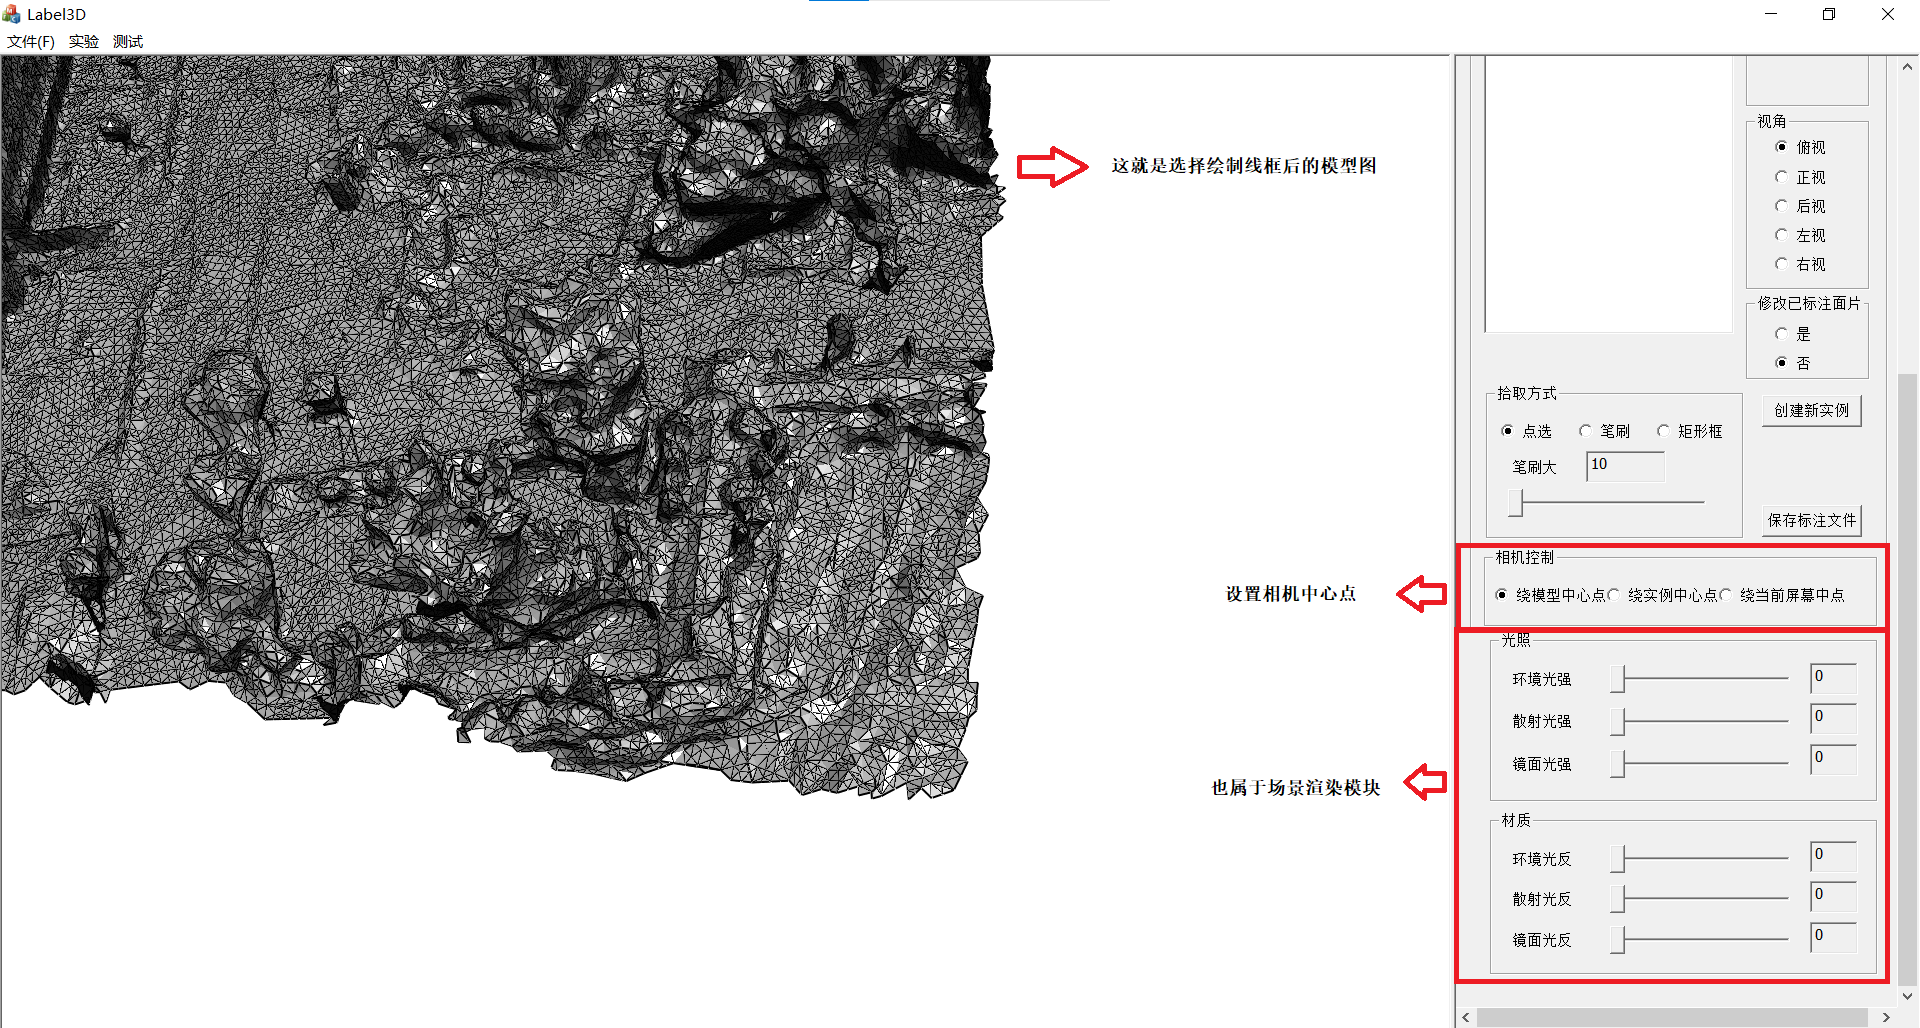 Label3D
文件(F) 实验 测试
这就是选择绘制线框后的模型图
视角
俯视
正视
后视
左视
右视
修改已标注面片
是
否
拾取方式
点选 笔刷 矩形框
笔刷大 10
创建新实例
保存标注文件
相机控制
绕模型中心点 绕实例中心点 绕当前屏幕中点
设置相机中心点
光照
环境光强 0
散射光强 0
镜面光强 0
也属于场景渲染模块
材质
环境光反 0
散射光反 0
镜面光反 0